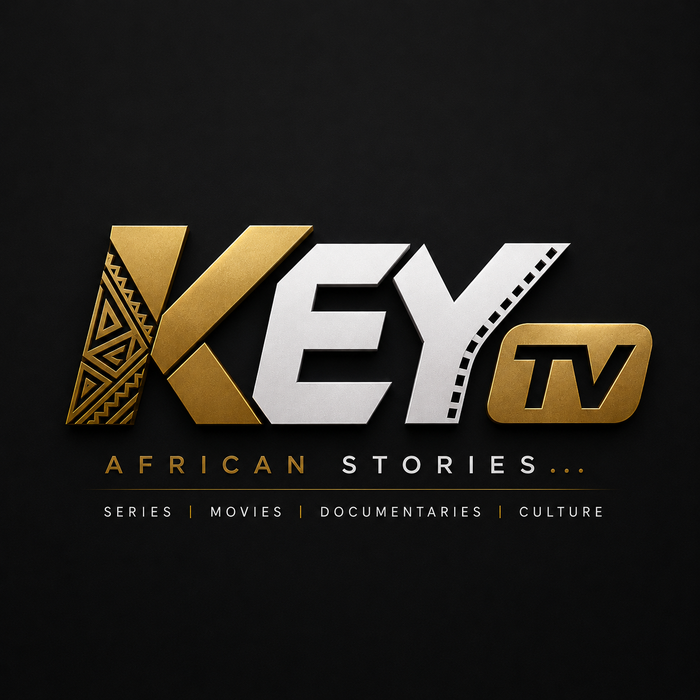 KEY TV
AFRICAN STORIES...
SERIES | MOVIES | DOCUMENTARIES | CULTURE